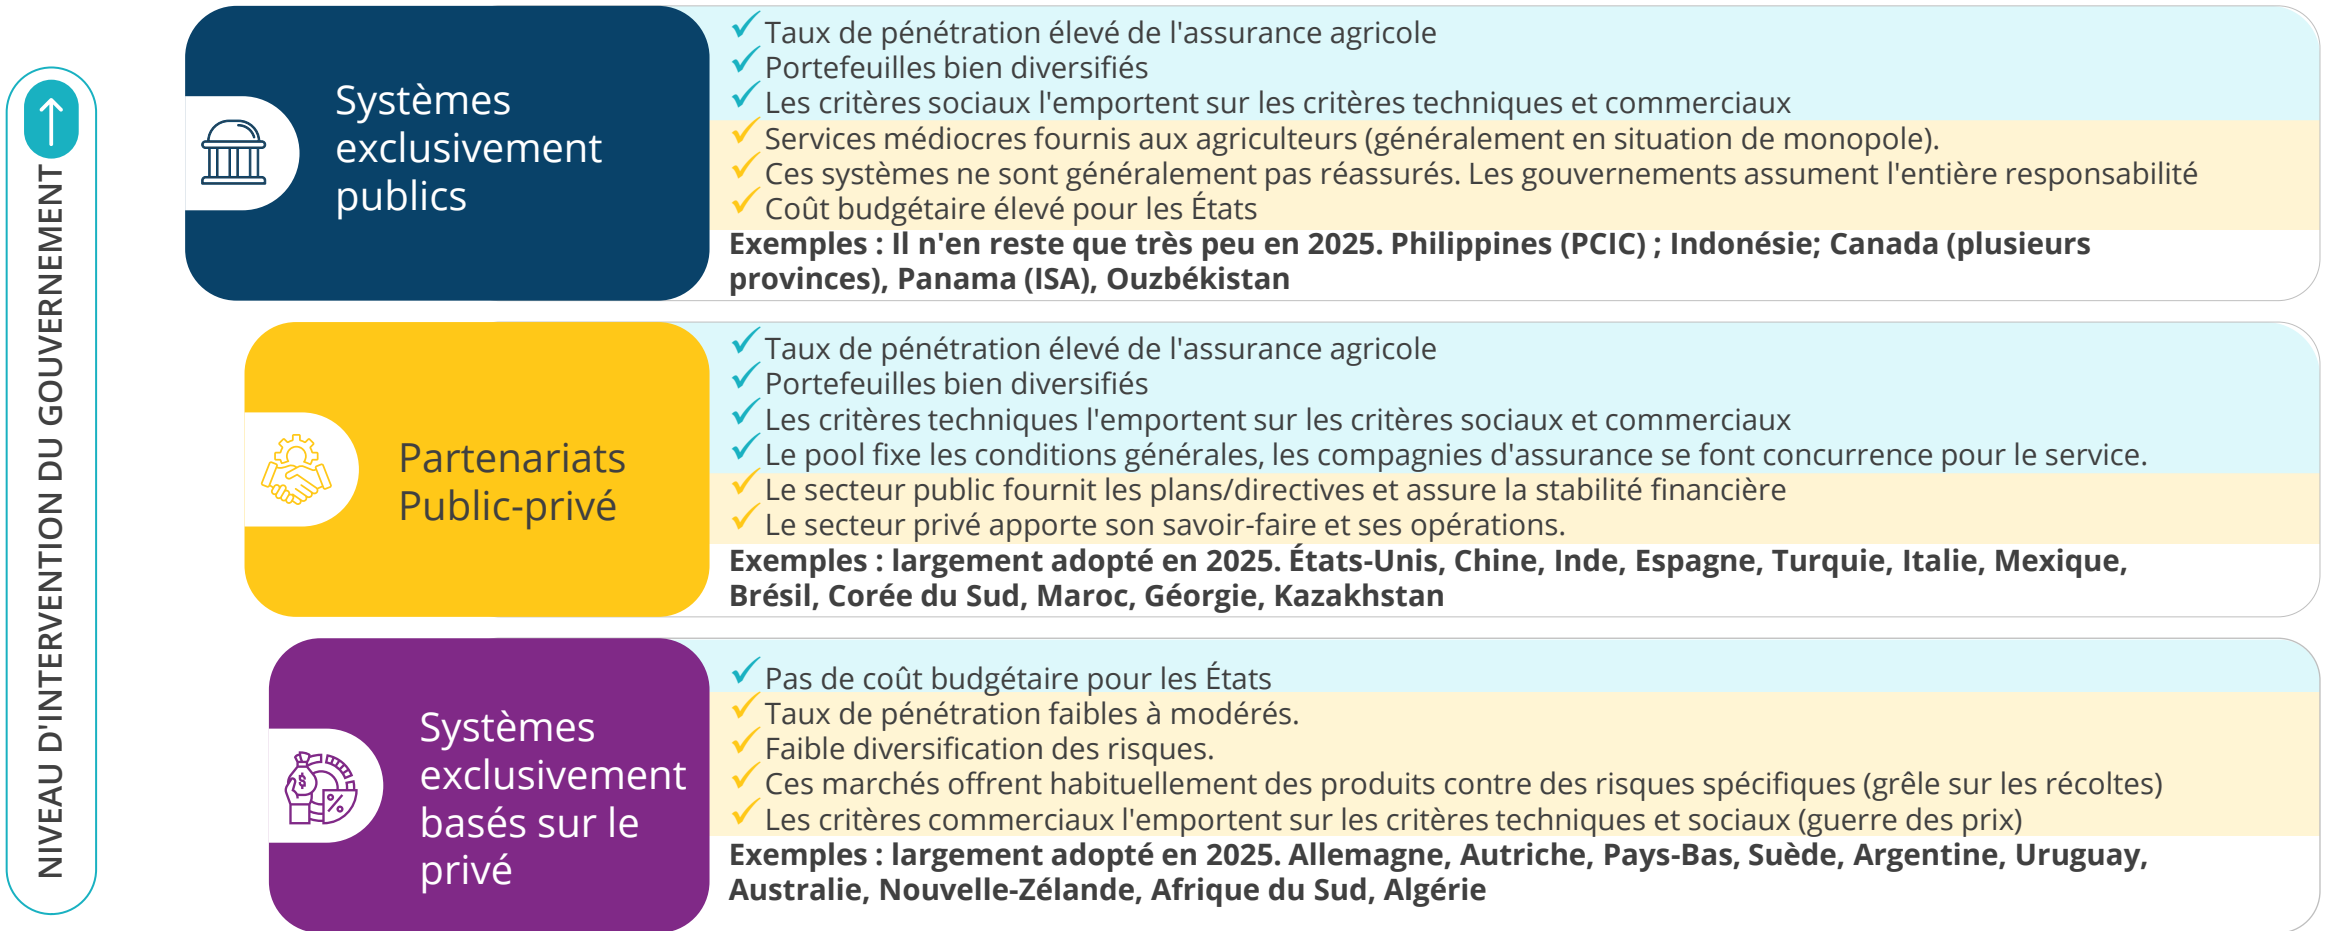 NIVEAU D'INTERVENTION DU GOUVERNEMENT
Systèmes
exclusivement
publics
Taux de pénétration élevé de l'assurance agricole
Portefeuilles bien diversifiés
Les critères sociaux l'emportent sur les critères techniques et commerciaux
Services médiocres fournis aux agriculteurs (généralement en situation de monopole).
Ces systèmes ne sont généralement pas réassurés. Les gouvernements assument l'entière responsabilité
Coût budgétaire élevé pour les États
Exemples : Il n'en reste que très peu en 2025. Philippines (PCIC) ; Indonésie; Canada (plusieurs
provinces), Panama (ISA), Ouzbékistan
Partenariats
Public-privé
Taux de pénétration élevé de l'assurance agricole
Portefeuilles bien diversifiés
Les critères techniques l'emportent sur les critères sociaux et commerciaux
Le pool fixe les conditions générales, les compagnies d'assurance se font concurrence pour le service.
Le secteur public fournit les plans/directives et assure la stabilité financière
Le secteur privé apporte son savoir-faire et ses opérations.
Exemples : largement adopté en 2025. États-Unis, Chine, Inde, Espagne, Turquie, Italie, Mexique,
Brésil, Corée du Sud, Maroc, Géorgie, Kazakhstan
Systèmes
exclusivement
basés sur le
privé
Pas de coût budgétaire pour les États
Taux de pénétration faibles à modérés.
Faible diversification des risques.
Ces marchés offrent habituellement des produits contre des risques spécifiques (grêle sur les récoltes)
Les critères commerciaux l'emportent sur les critères techniques et sociaux (guerre des prix)
Exemples : largement adopté en 2025. Allemagne, Autriche, Pays-Bas, Suède, Argentine, Uruguay,
Australie, Nouvelle-Zélande, Afrique du Sud, Algérie